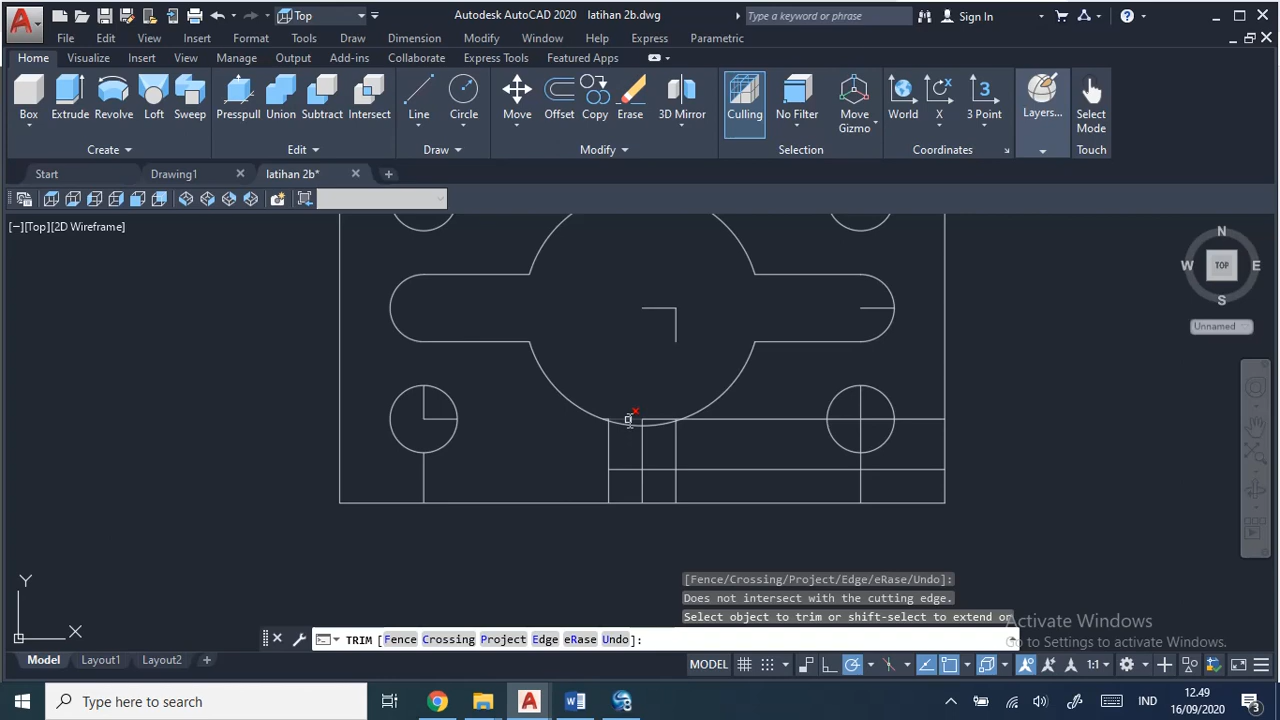 Top
Autodesk AutoCAD 2020 latihan 2b.dwg
Type a keyword or phrase
Sign In
File Edit View Insert Format Tools Draw Dimension Modify Window Help Express Parametric
Home Visualize Insert View Manage Output Add-ins Collaborate Express Tools Featured Apps
Box Extrude Revolve Loft Sweep Presspull Union Subtract Intersect Line Circle Move Offset Copy Erase 3D Mirror Culling No Filter Move Gizmo World X 3 Point Layers... Select Mode
Create Edit Draw Modify Selection Coordinates Touch
Start Drawing1 latihan 2b*
[−][Top][2D Wireframe]
N
W TOP E
S
Unnamed
Y
X
[Fence/Crossing/Project/Edge/eRase/Undo]:
Does not intersect with the cutting edge.
Select object to trim or shift-select to extend or
TRIM [Fence Crossing Project Edge eRase Undo]:
Activate Windows
Go to Settings to activate Windows.
Model Layout1 Layout2
MODEL 1:1
Type here to search
IND
12.49
16/09/2020
3